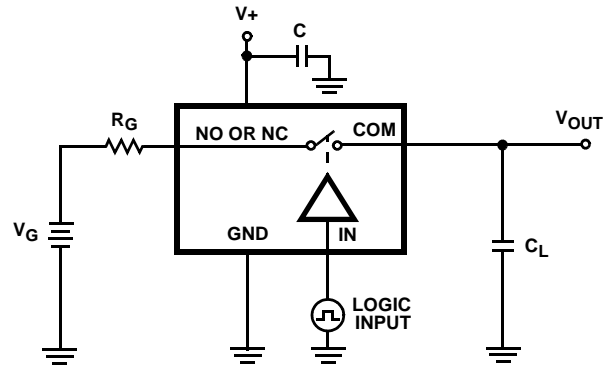 V+
C
RG
NO OR NC
COM
VOUT
VG
GND
IN
CL
LOGIC
INPUT